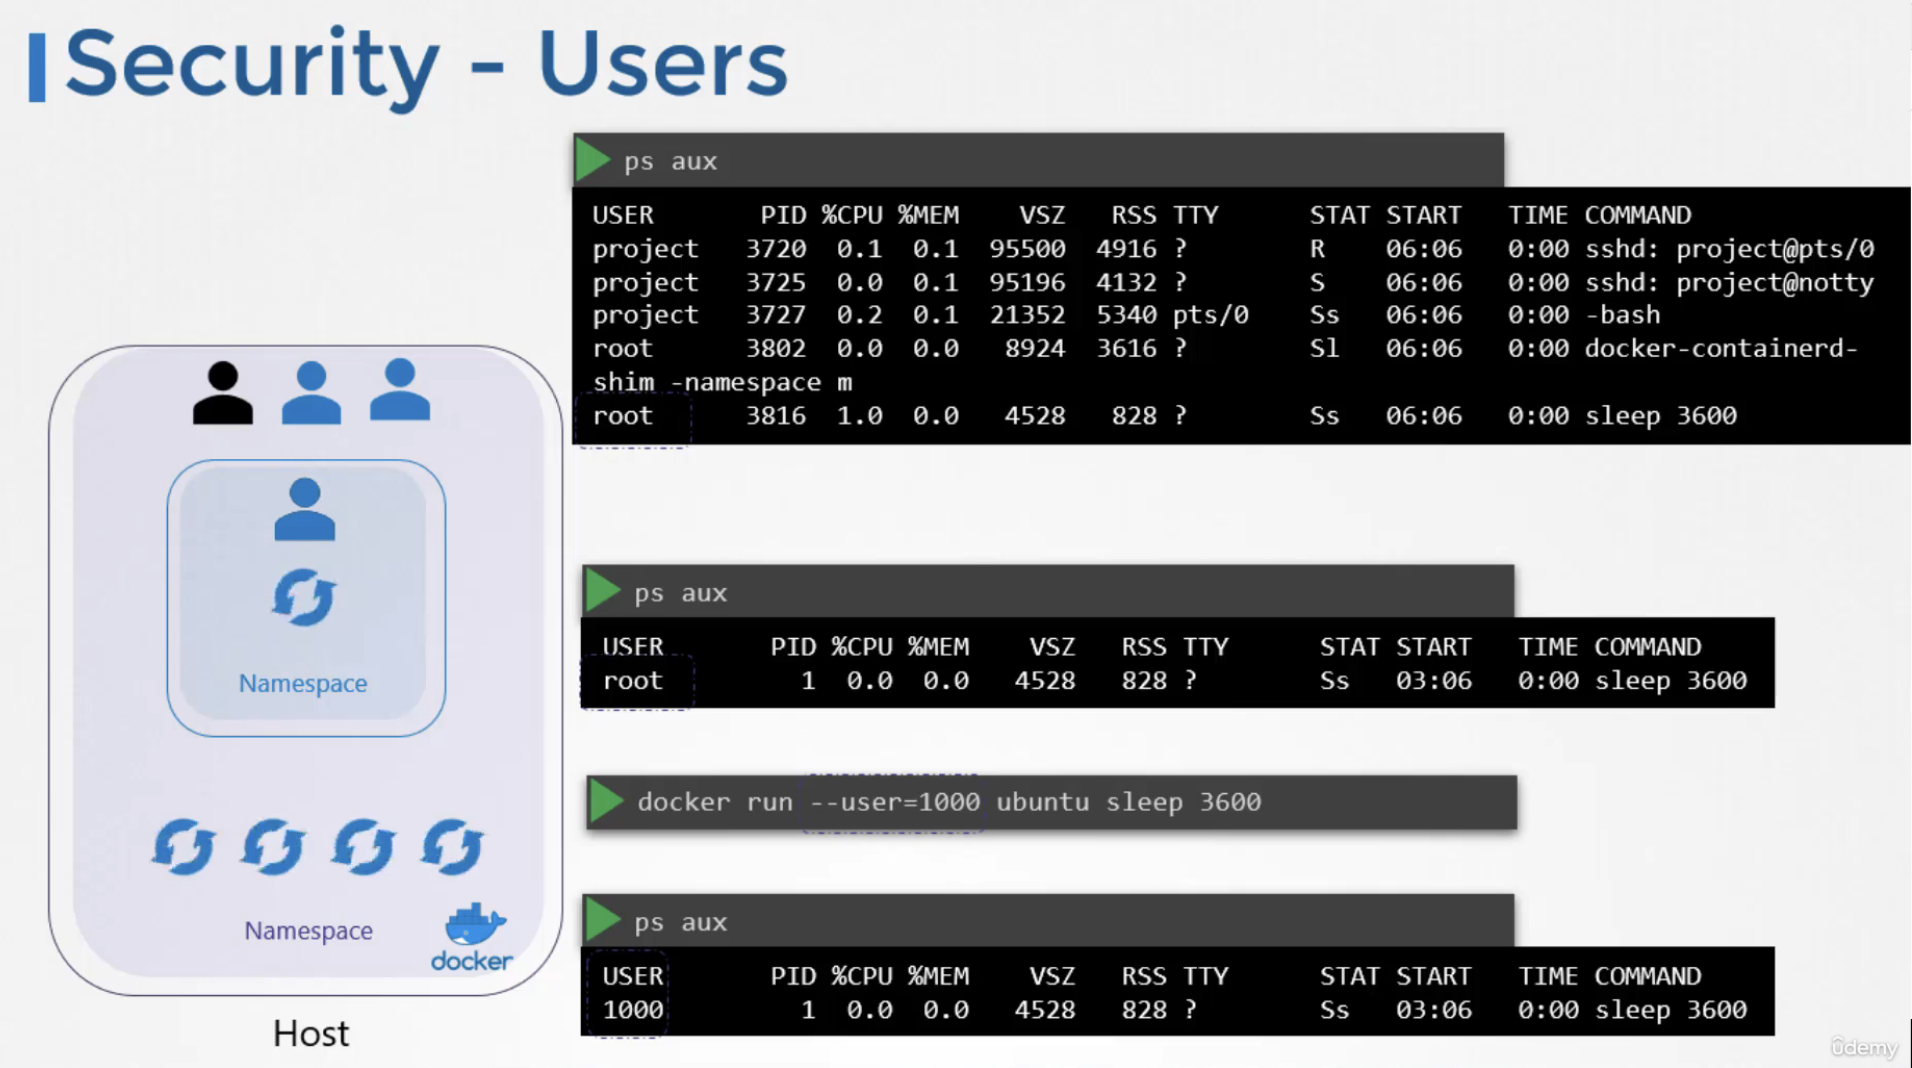 Security - Users
ps aux
USER PID %CPU %MEM VSZ RSS TTY STAT START TIME COMMAND
project 3720 0.1 0.1 95500 4916 ? R 06:06 0:00 sshd: project@pts/0
project 3725 0.0 0.1 95196 4132 ? S 06:06 0:00 sshd: project@notty
project 3727 0.2 0.1 21352 5340 pts/0 Ss 06:06 0:00 -bash
root 3802 0.0 0.0 8924 3616 ? Sl 06:06 0:00 docker-containerd-
shim -namespace m
root 3816 1.0 0.0 4528 828 ? Ss 06:06 0:00 sleep 3600
Namespace
Namespace
docker
Host
ps aux
USER PID %CPU %MEM VSZ RSS TTY STAT START TIME COMMAND
root 1 0.0 0.0 4528 828 ? Ss 03:06 0:00 sleep 3600
docker run --user=1000 ubuntu sleep 3600
ps aux
USER PID %CPU %MEM VSZ RSS TTY STAT START TIME COMMAND
1000 1 0.0 0.0 4528 828 ? Ss 03:06 0:00 sleep 3600
ûdemy